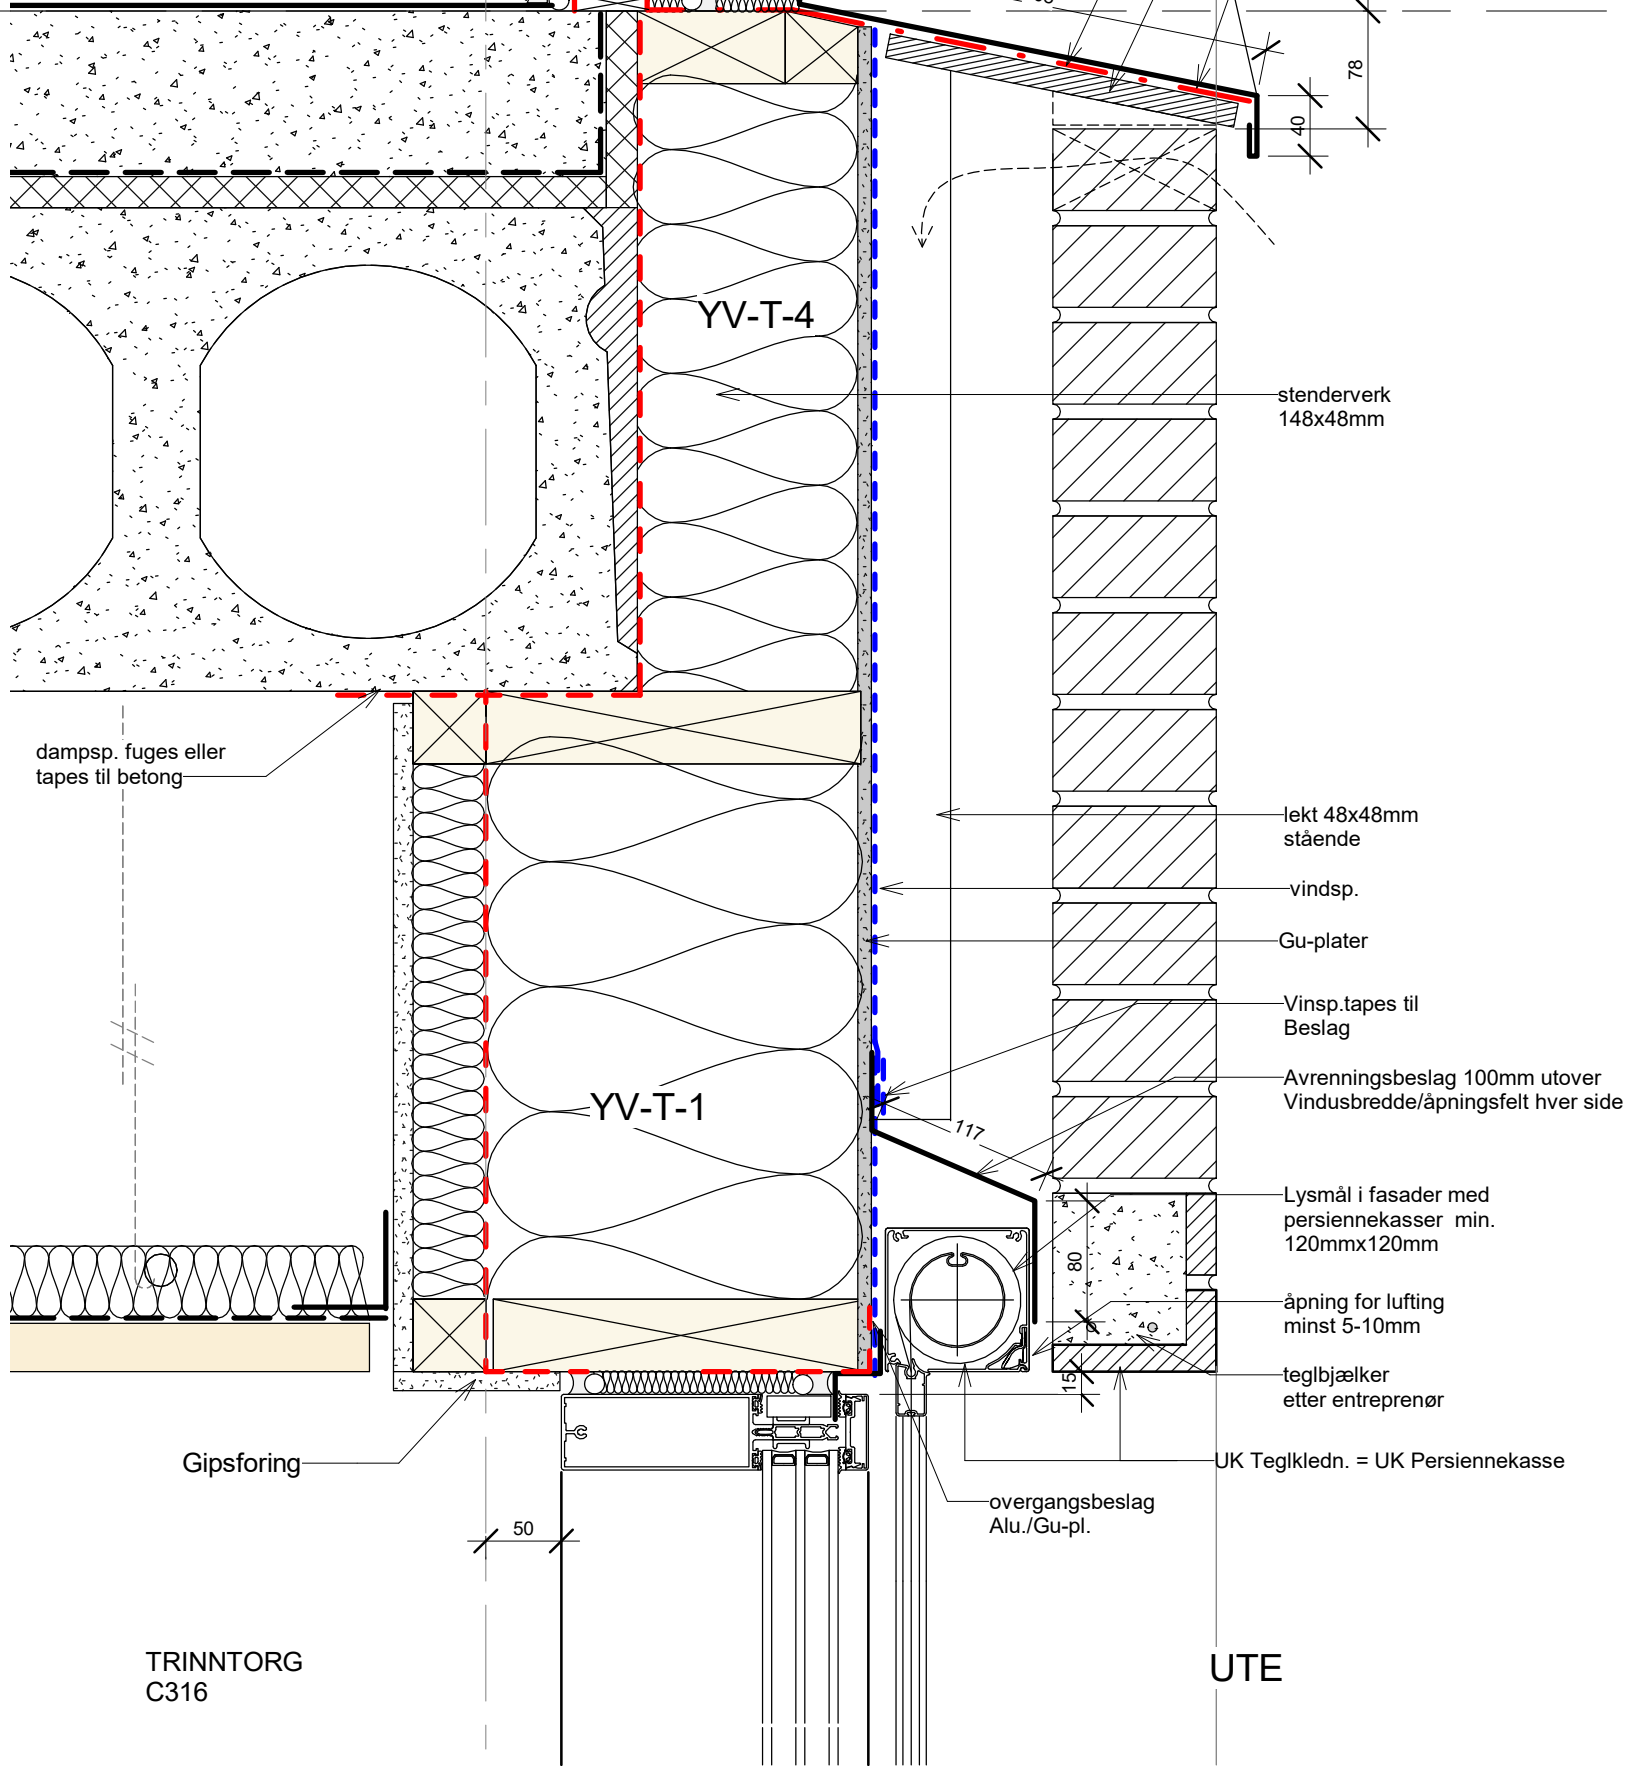 78
40
YV-T-4
stenderverk
148x48mm
dampsp. fuges eller
tapes til betong
lekt 48x48mm
stående
vindsp.
Gu-plater
Vinsp.tapes til
Beslag
Avrenningsbeslag 100mm utover
Vindusbredde/åpningsfelt hver side
YV-T-1
117
Lysmål i fasader med
persiennekasser min.
120mmx120mm
80
åpning for lufting
minst 5-10mm
15
teglbjælker
etter entreprenør
Gipsforing
UK Teglkledn. = UK Persiennekasse
overgangsbeslag
Alu./Gu-pl.
50
TRINNTORG
C316
UTE